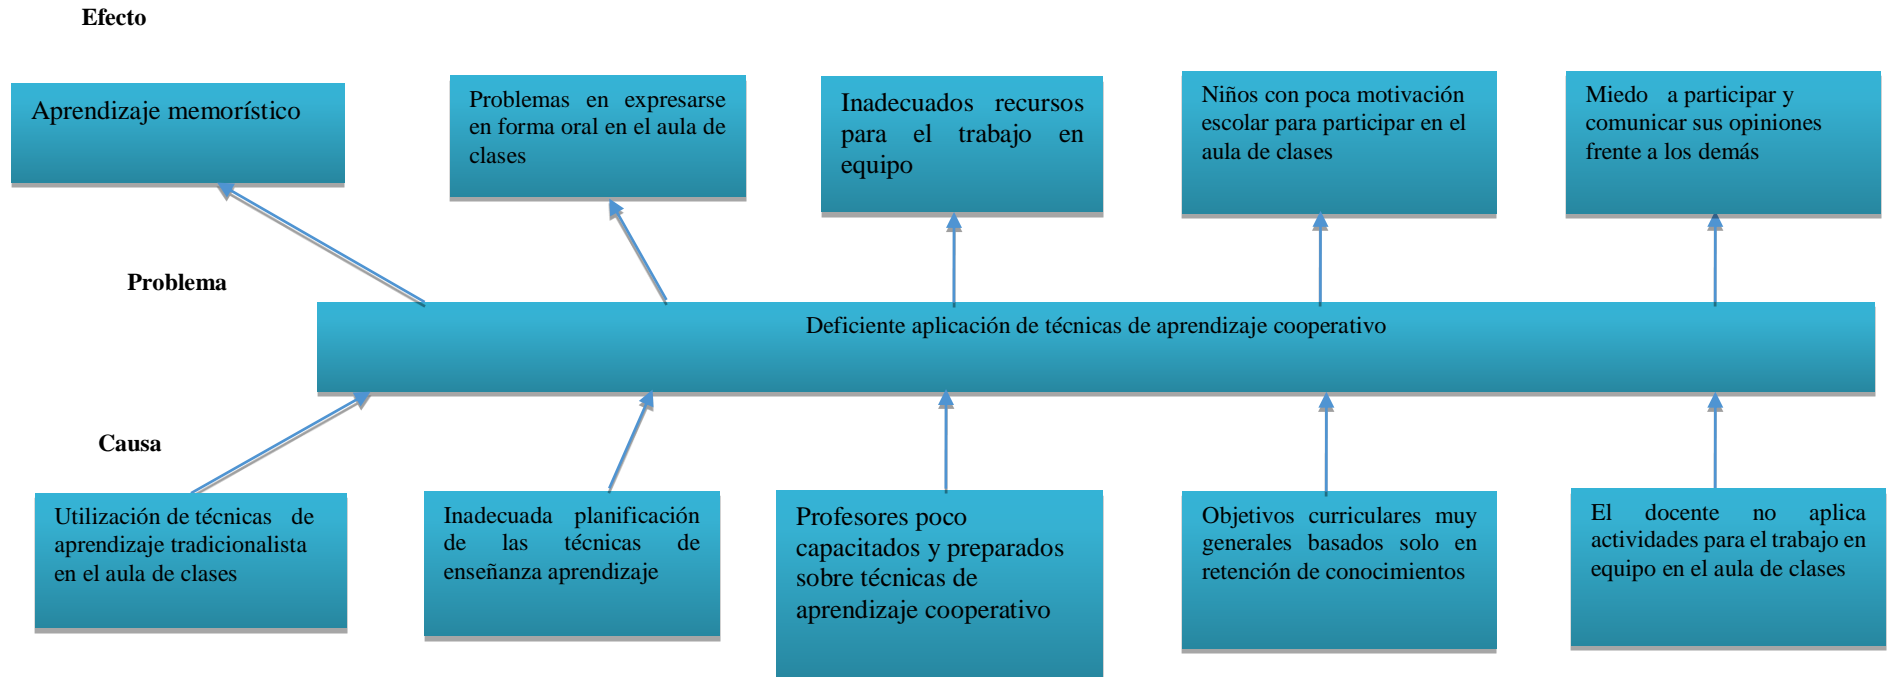 Efecto
Aprendizaje memorístico
Problemas en expresarse
en forma oral en el aula de
clases
Inadecuados recursos
para el trabajo en
equipo
Niños con poca motivación
escolar para participar en el
aula de clases
Miedo a participar y
comunicar sus opiniones
frente a los demás
Problema
Deficiente aplicación de técnicas de aprendizaje cooperativo
Causa
Utilización de técnicas de
aprendizaje tradicionalista
en el aula de clases
Inadecuada planificación
de las técnicas de
enseñanza aprendizaje
Profesores poco
capacitados y preparados
sobre técnicas de
aprendizaje cooperativo
Objetivos curriculares muy
generales basados solo en
retención de conocimientos
El docente no aplica
actividades para el trabajo en
equipo en el aula de clases